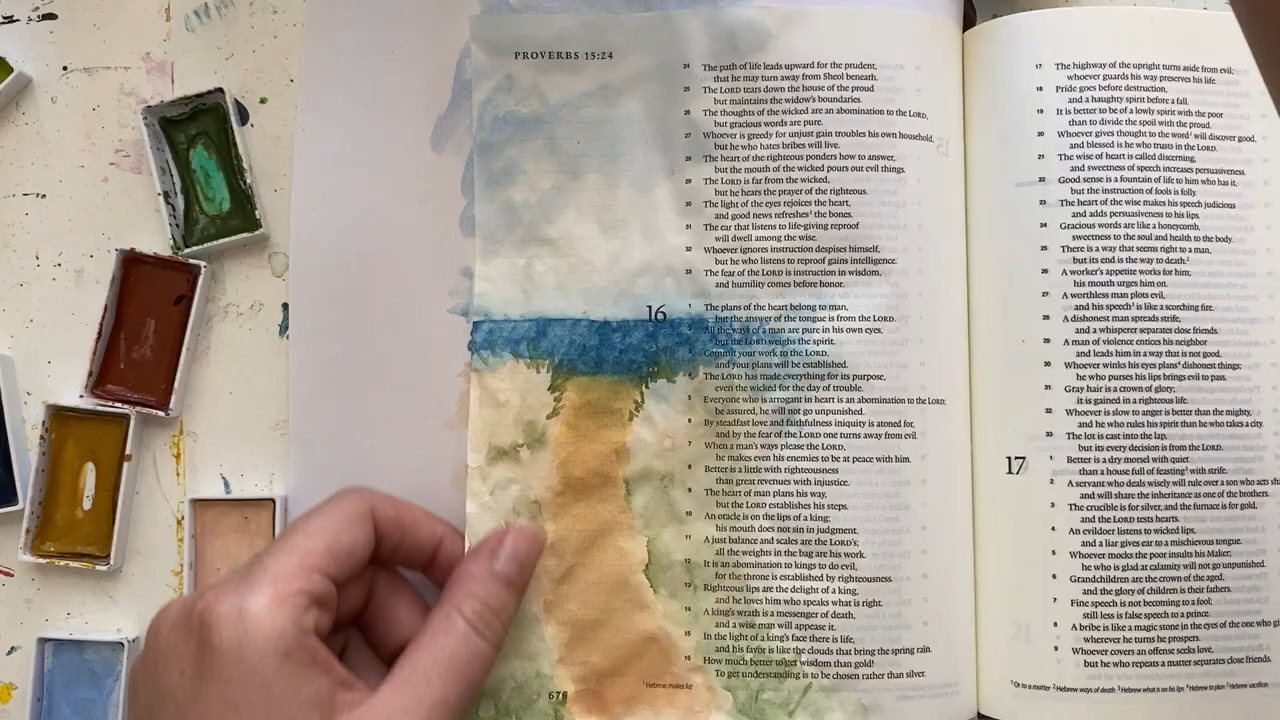 PROVERBS 15:24
24 The path of life leads upward for the prudent,
that he may turn away from Sheol beneath.
25 The LORD tears down the house of the proud
but maintains the widow's boundaries.
26 The thoughts of the wicked are an abomination to the LORD,
but gracious words are pure.
27 Whoever is greedy for unjust gain troubles his own household,
but he who hates bribes will live.
28 The heart of the righteous ponders how to answer,
but the mouth of the wicked pours out evil things.
29 The LORD is far from the wicked,
but he hears the prayer of the righteous.
30 The light of the eyes rejoices the heart,
and good news refreshes¹ the bones.
31 The ear that listens to life-giving reproof
will dwell among the wise.
32 Whoever ignores instruction despises himself,
but he who listens to reproof gains intelligence.
33 The fear of the LORD is instruction in wisdom,
and humility comes before honor.
16 1 The plans of the heart belong to man,
but the answer of the tongue is from the LORD.
2 All the ways of a man are pure in his own eyes,
but the LORD weighs the spirit.
3 Commit your work to the LORD,
and your plans will be established.
4 The LORD has made everything for its purpose,
even the wicked for the day of trouble.
5 Everyone who is arrogant in heart is an abomination to the LORD;
be assured, he will not go unpunished.
6 By steadfast love and faithfulness iniquity is atoned for,
and by the fear of the LORD one turns away from evil.
7 When a man's ways please the LORD,
he makes even his enemies to be at peace with him.
8 Better is a little with righteousness
than great revenues with injustice.
9 The heart of man plans his way,
but the LORD establishes his steps.
10 An oracle is on the lips of a king;
his mouth does not sin in judgment.
11 A just balance and scales are the LORD's;
all the weights in the bag are his work.
12 It is an abomination to kings to do evil,
for the throne is established by righteousness.
13 Righteous lips are the delight of a king,
and he loves him who speaks what is right.
14 A king's wrath is a messenger of death,
and a wise man will appease it.
15 In the light of a king's face there is life,
and his favor is like the clouds that bring the spring rain.
16 How much better to get wisdom than gold!
To get understanding is to be chosen rather than silver.
¹ Hebrew makes fat
676
17 The highway of the upright turns aside from evil;
whoever guards his way preserves his life.
18 Pride goes before destruction,
and a haughty spirit before a fall.
19 It is better to be of a lowly spirit with the poor
than to divide the spoil with the proud.
20 Whoever gives thought to the word¹ will discover good,
and blessed is he who trusts in the LORD.
21 The wise of heart is called discerning,
and sweetness of speech increases persuasiveness.
22 Good sense is a fountain of life to him who has it,
but the instruction of fools is folly.
23 The heart of the wise makes his speech judicious
and adds persuasiveness to his lips.
24 Gracious words are like a honeycomb,
sweetness to the soul and health to the body.
25 There is a way that seems right to a man,
but its end is the way to death.²
26 A worker's appetite works for him;
his mouth urges him on.
27 A worthless man plots evil,
and his speech³ is like a scorching fire.
28 A dishonest man spreads strife,
and a whisperer separates close friends.
29 A man of violence entices his neighbor
and leads him in a way that is not good.
30 Whoever winks his eyes plans⁴ dishonest things;
he who purses his lips brings evil to pass.
31 Gray hair is a crown of glory;
it is gained in a righteous life.
32 Whoever is slow to anger is better than the mighty,
and he who rules his spirit than he who takes a city.
33 The lot is cast into the lap,
but its every decision is from the LORD.
17 1 Better is a dry morsel with quiet
than a house full of feasting⁵ with strife.
2 A servant who deals wisely will rule over a son who acts
and will share the inheritance as one of the brothers.
3 The crucible is for silver, and the furnace is for gold,
and the LORD tests hearts.
4 An evildoer listens to wicked lips,
and a liar gives ear to a mischievous tongue.
5 Whoever mocks the poor insults his Maker;
he who is glad at calamity will not go unpunished.
6 Grandchildren are the crown of the aged,
and the glory of children is their fathers.
7 Fine speech is not becoming to a fool;
still less is false speech to a prince.
8 A bribe is like a magic stone in the eyes of the one who
wherever he turns he prospers.
9 Whoever covers an offense seeks love,
but he who repeats a matter separates close friends.
¹ Or to a matter ² Hebrew ways of death ³ Hebrew what is on his lips ⁴ Hebrew to plan ⁵ Hebrew sacrifices